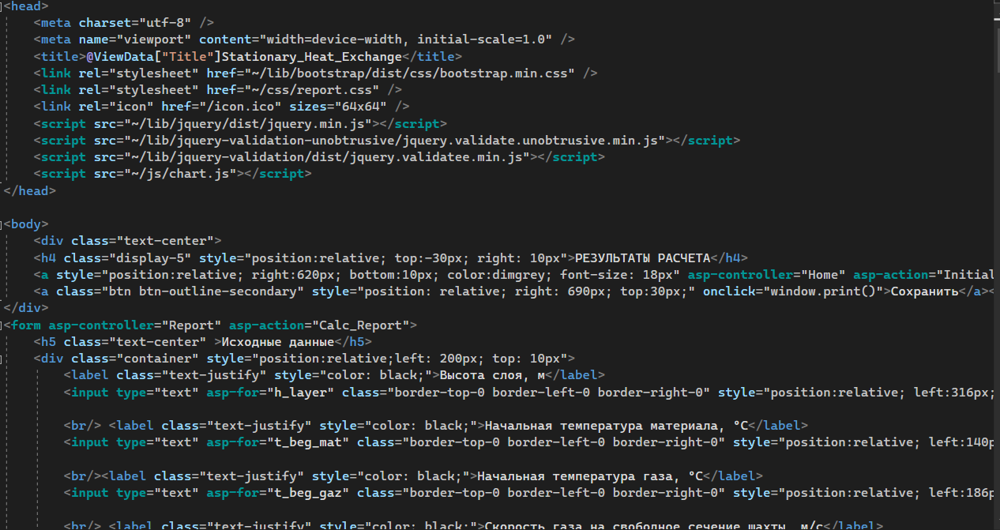 <head>
<meta charset="utf-8" />
<meta name="viewport" content="width=device-width, initial-scale=1.0" />
<title>@ViewData["Title"]Stationary_Heat_Exchange</title>
<link rel="stylesheet" href="~/lib/bootstrap/dist/css/bootstrap.min.css" />
<link rel="stylesheet" href="~/css/report.css" />
<link rel="icon" href="/icon.ico" sizes="64x64" />
<script src="~/lib/jquery/dist/jquery.min.js"></script>
<script src="~/lib/jquery-validation-unobtrusive/jquery.validate.unobtrusive.min.js"></script>
<script src="~/lib/jquery-validation/dist/jquery.validatee.min.js"></script>
<script src="~/js/chart.js"></script>
</head>
<body>
<div class="text-center">
<h4 class="display-5" style="position:relative; top:-30px; right: 10px">РЕЗУЛЬТАТЫ РАСЧЕТА</h4>
<a style="position:relative; right:620px; bottom:10px; color:dimgrey; font-size: 18px" asp-controller="Home" asp-action="Initial
<a class="btn btn-outline-secondary" style="position: relative; right: 690px; top:30px;" onclick="window.print()">Сохранить</a><
</div>
<form asp-controller="Report" asp-action="Calc_Report">
<h5 class="text-center" >Исходные данные</h5>
<div class="container" style="position:relative;left: 200px; top: 10px">
<label class="text-justify" style="color: black;">Высота слоя, м</label>
<input type="text" asp-for="h_layer" class="border-top-0 border-left-0 border-right-0" style="position:relative; left:316px;
<br/> <label class="text-justify" style="color: black;">Начальная температура материала, °C</label>
<input type="text" asp-for="t_beg_mat" class="border-top-0 border-left-0 border-right-0" style="position:relative; left:140p
<br/><label class="text-justify" style="color: black;">Начальная температура газа, °C</label>
<input type="text" asp-for="t_beg_gaz" class="border-top-0 border-left-0 border-right-0" style="position:relative; left:186p
<br/> <label class="text-justify" style="color: black;">Скорость газа на свободное сечение шахты, м/с</label>